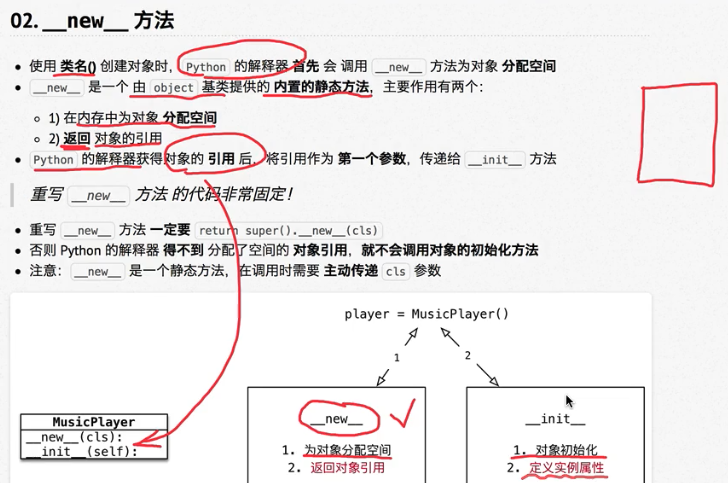 02. __new__ 方法
使用 类名() 创建对象时, Python 的解释器 首先 会 调用 __new__ 方法为对象 分配空间
__new__ 是一个 由 object 基类提供的 内置的静态方法，主要作用有两个：
1) 在内存中为对象 分配空间
2) 返回 对象的引用
Python 的解释器获得对象的 引用 后，将引用作为 第一个参数，传递给 __init__ 方法
重写 __new__ 方法 的代码非常固定！
重写 __new__ 方法 一定要 return super().__new__(cls)
否则 Python 的解释器 得不到 分配了空间的 对象引用，就不会调用对象的初始化方法
注意： __new__ 是一个静态方法，在调用时需要 主动传递 cls 参数
player = MusicPlayer()
1
2
MusicPlayer
__new__(cls):
__init__(self):
__new__
1. 为对象分配空间
2. 返回对象引用
__init__
1. 对象初始化
2. 定义实例属性